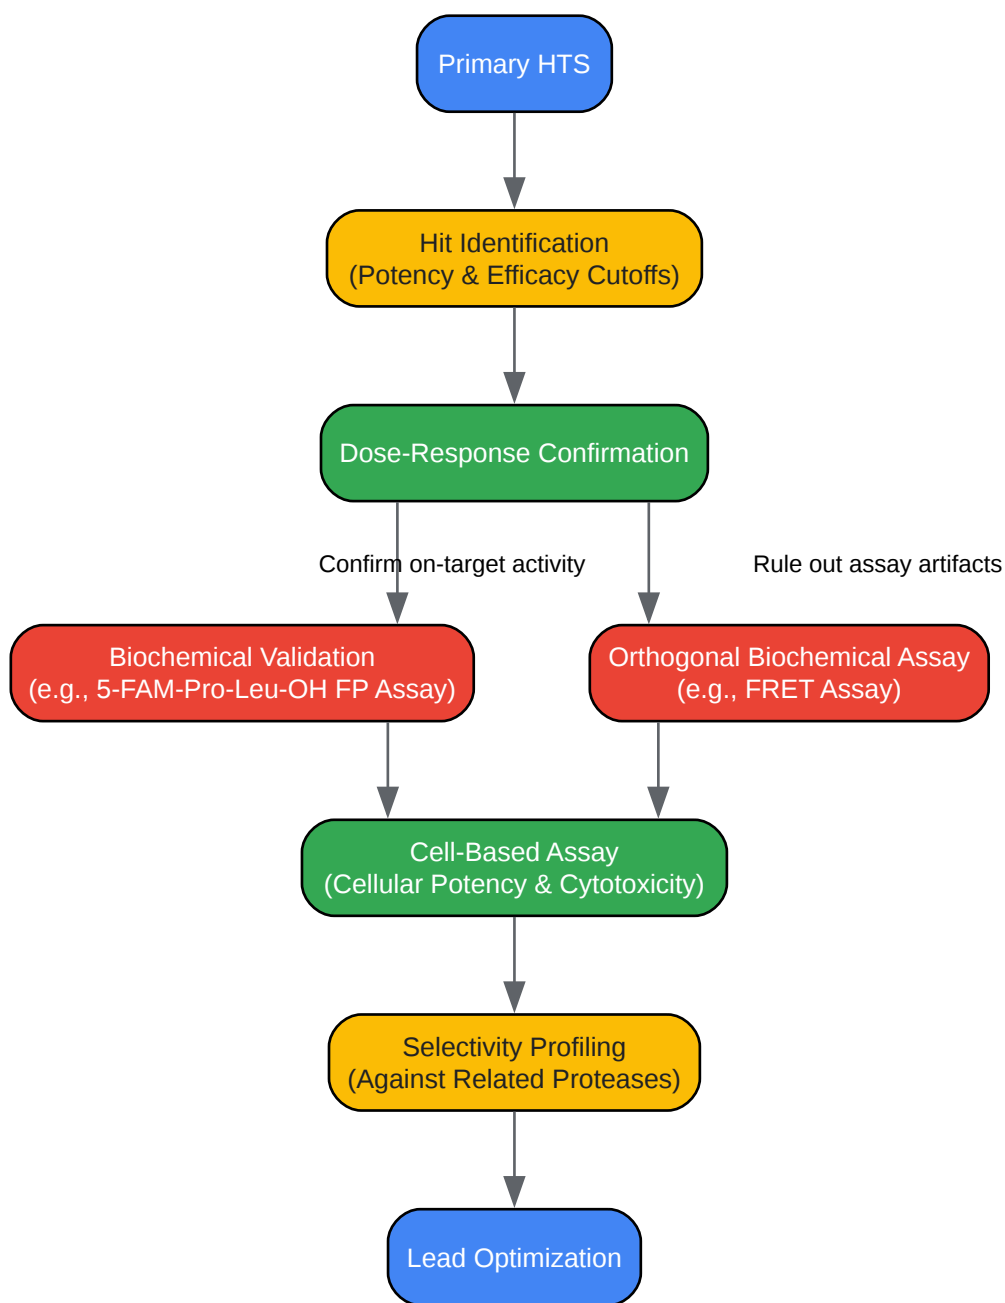 Primary HTS
Hit Identification
(Potency & Efficacy Cutoffs)
Dose-Response Confirmation
Confirm on-target activity
Rule out assay artifacts
Biochemical Validation
(e.g., 5-FAM-Pro-Leu-OH FP Assay)
Orthogonal Biochemical Assay
(e.g., FRET Assay)
Cell-Based Assay
(Cellular Potency & Cytotoxicity)
Selectivity Profiling
(Against Related Proteases)
Lead Optimization